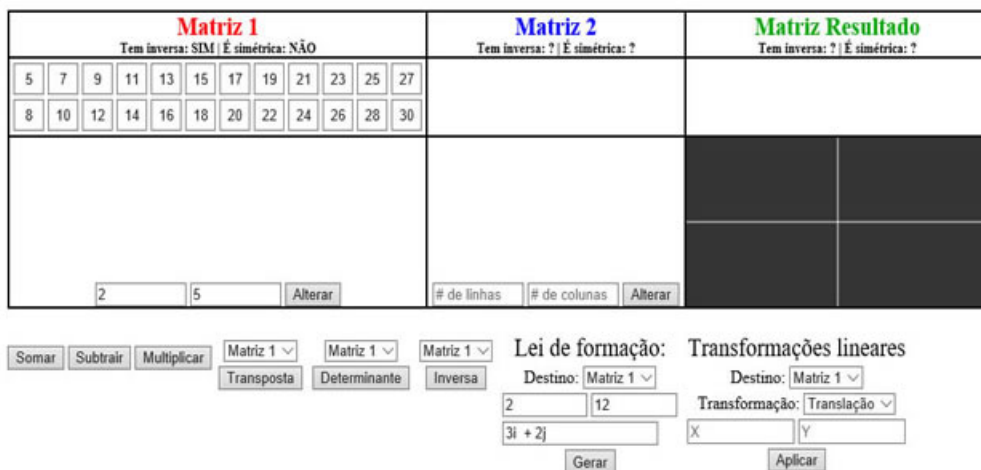 Matriz 1 Matriz 2 Matriz Resultado
Tem inversa: SIM | É simétrica: NÃO Tem inversa: ? | É simétrica: ? Tem inversa: ? | É simétrica: ?
5 7 9 11 13 15 17 19 21 23 25 27
8 10 12 14 16 18 20 22 24 26 28 30
2 5 Alterar # de linhas # de colunas Alterar
Somar Subtrair Multiplicar
Matriz 1 Matriz 1 Matriz 1
Transposta Determinante Inversa
Lei de formação:
Destino: Matriz 1
2 12
3i + 2j
Gerar
Transformações lineares
Destino: Matriz 1
Transformação: Translação
X Y
Aplicar